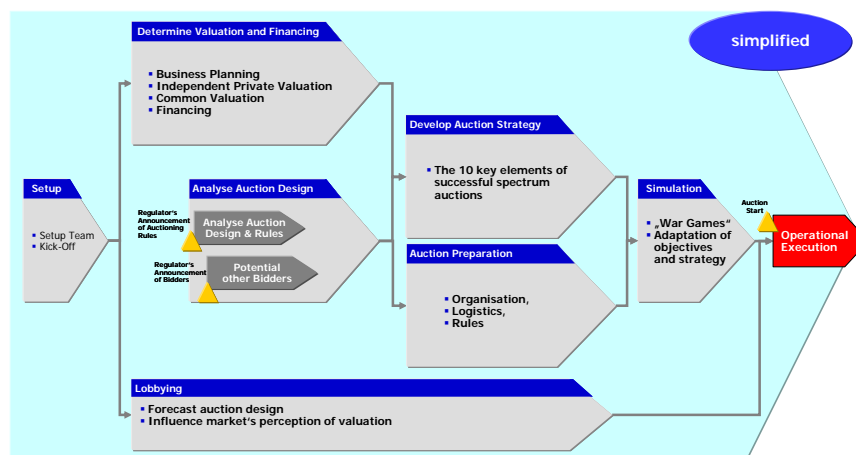 simplified
Determine Valuation and Financing
▪ Business Planning
▪ Independent Private Valuation
▪ Common Valuation
▪ Financing
Setup
▪ Setup Team
▪ Kick-Off
Analyse Auction Design
Regulator's
Announcement
of Auctioning
Rules
Analyse Auction
Design & Rules
Regulator's
Announcement
of Bidders
Potential
other Bidders
Develop Auction Strategy
▪ The 10 key elements of
successful spectrum
auctions
Auction Preparation
▪ Organisation,
▪ Logistics,
▪ Rules
Simulation
▪ „War Games“
▪ Adaptation of
objectives
and strategy
Auction
Start
Operational
Execution
Lobbying
▪ Forecast auction design
▪ Influence market's perception of valuation